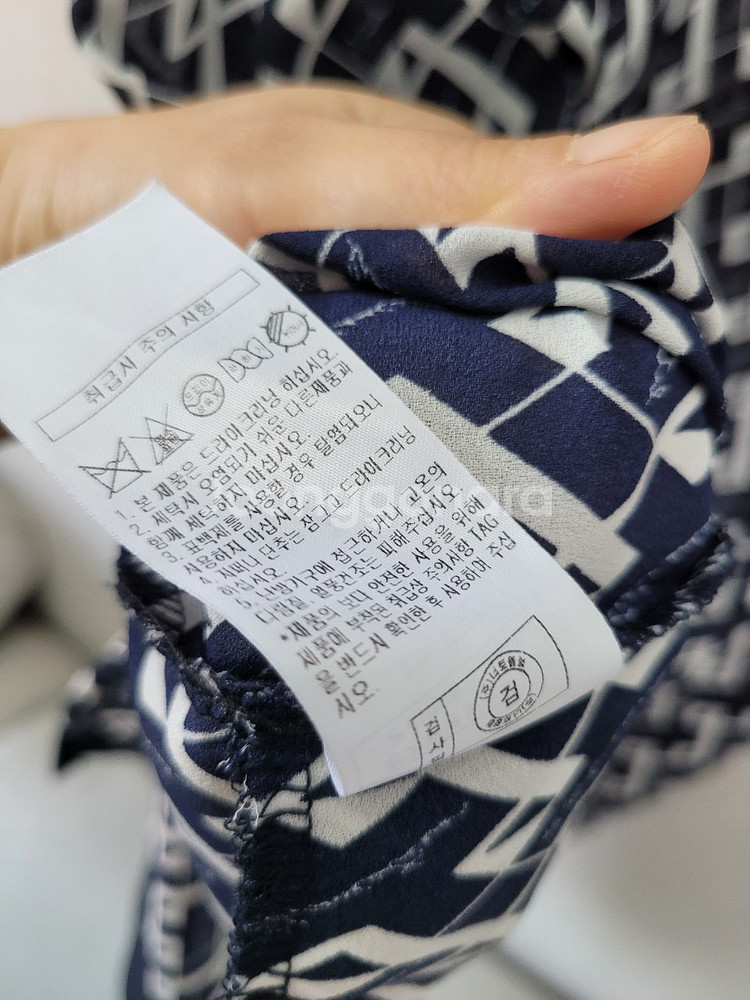 취급시 주의 사항
1. 본 제품은 드라이 크리닝 하십시오.
2. 세탁시 오염되기 쉬운 다른제품과
함께 세탁하지 마십시오.
3. 표백제를 사용할 경우 탈염되오니
사용하지 마십시오.
4. 지퍼나 단추는 잠그고 드라이크리닝
하십시오.
5. 난방기구에 접근하거나 고온의
다림질, 열풍건조는 피해 주십시오.
*제품의 보다 안전한 사용을 위해
제품에 부착된 취급상 주의사항 TAG
을 반드시 확인한 후 사용하여 주십
시오.
검